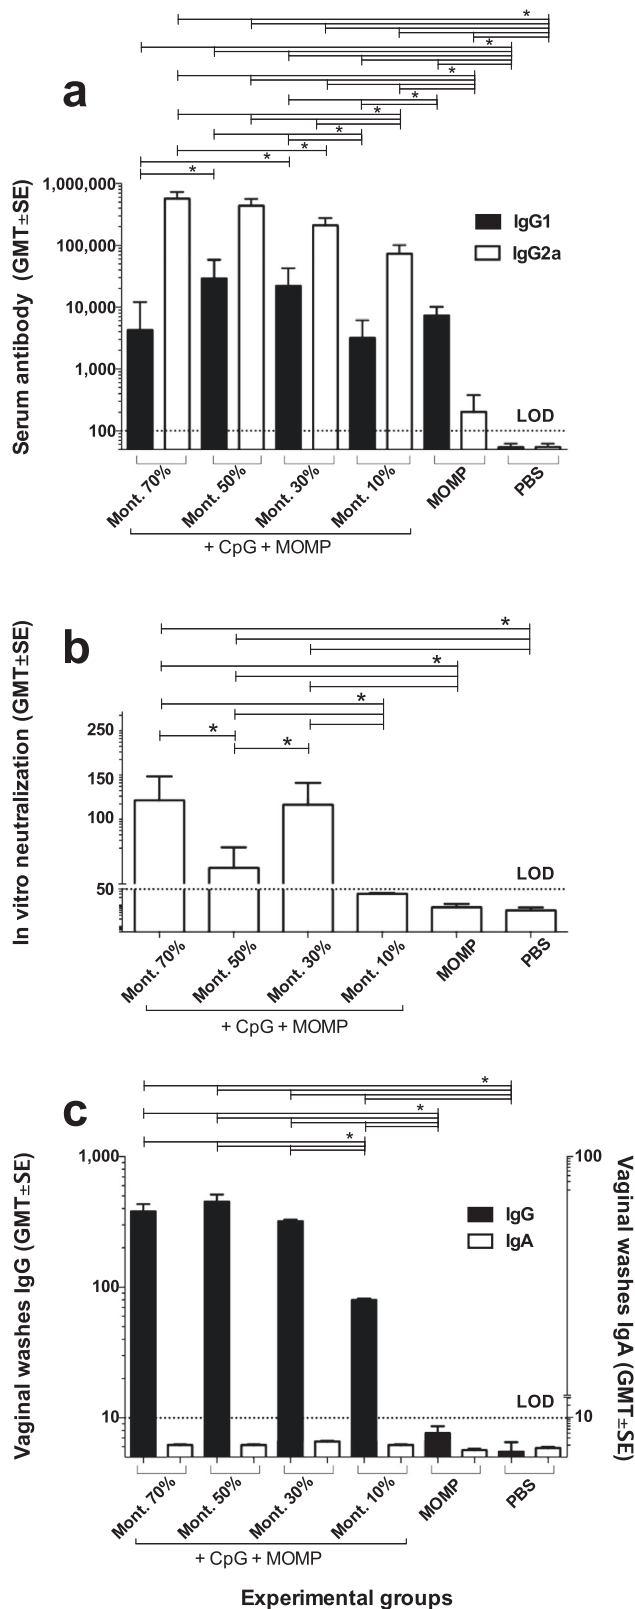 a
*
*
*
*
*
*
*
*
*
Serum antibody (GMT±SE)
1,000,000
100,000
10,000
1,000
100
IgG1
IgG2a
LOD
Mont. 70%
Mont. 50%
Mont. 30%
Mont. 10%
MOMP
PBS
+ CpG + MOMP
b
*
*
*
*
*
In vitro neutralization (GMT±SE)
250
150
100
50
LOD
Mont. 70%
Mont. 50%
Mont. 30%
Mont. 10%
MOMP
PBS
+ CpG + MOMP
c
*
*
*
Vaginal washes IgG (GMT±SE)
1,000
100
10
IgG
IgA
LOD
100
10
Vaginal washes IgA (GMT±SE)
Mont. 70%
Mont. 50%
Mont. 30%
Mont. 10%
MOMP
PBS
+ CpG + MOMP
Experimental groups